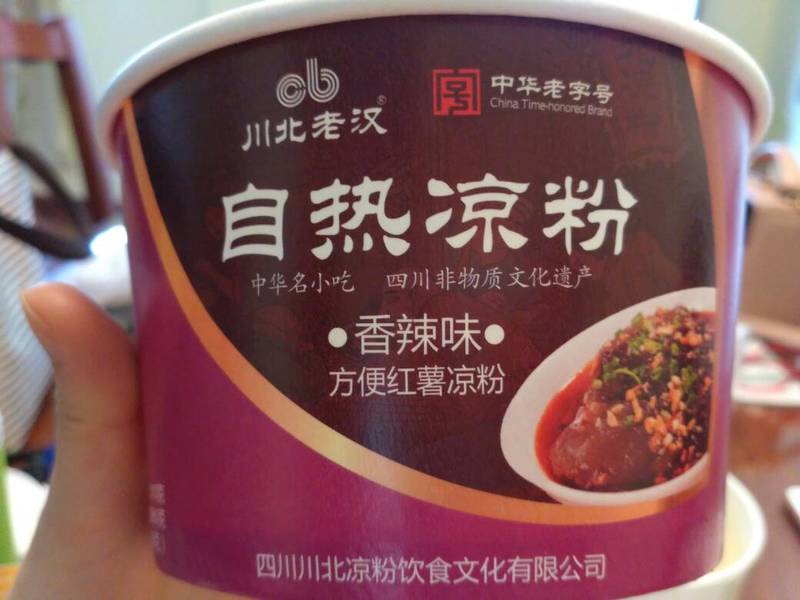 cb
川北老汉®
中华老字号
China Time-honored Brand
自热凉粉
中华名小吃 四川非物质文化遗产
•香辣味•
方便红薯凉粉
四川川北凉粉饮食文化有限公司